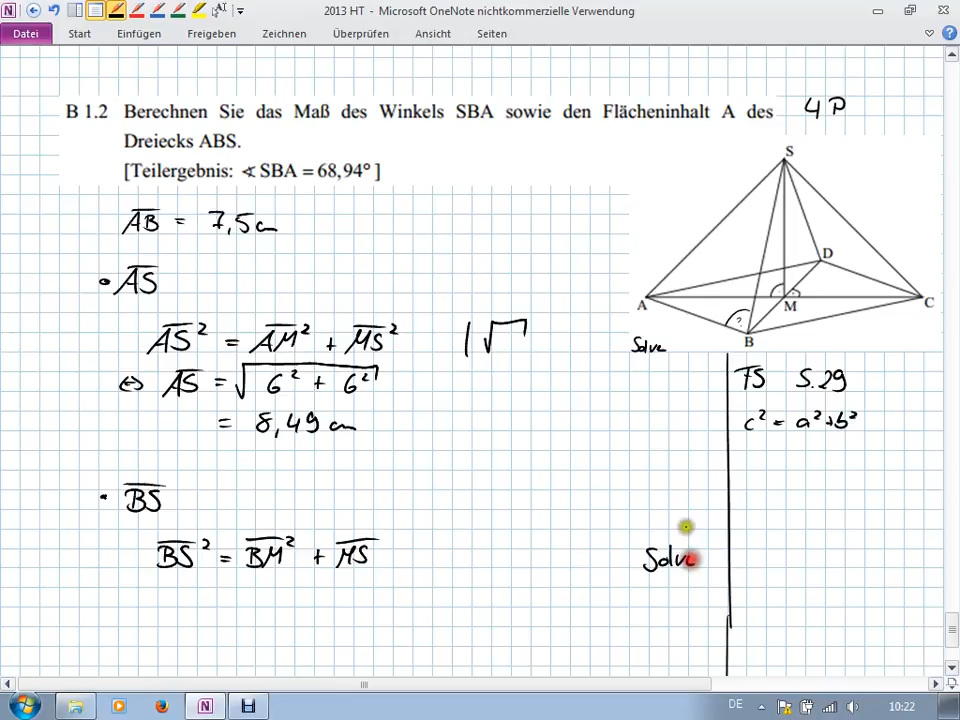 2013 HT - Microsoft OneNote nichtkommerzielle Verwendung
Datei Start Einfügen Freigeben Zeichnen Überprüfen Ansicht Seiten
B 1.2 Berechnen Sie das Maß des Winkels SBA sowie den Flächeninhalt A des
Dreiecks ABS.
[Teilergebnis: ∢ SBA = 68,94° ]
4 P
S
D
A
M
C
?
B
AB = 7,5 cm
• AS
AS² = AM² + MS² | √
⇔ AS = √6² + 6²
= 8,49 cm
Solve
FS S. 29
c² = a² + b²
• BS
BS² = BM² + MS
Solve
DE 10:22